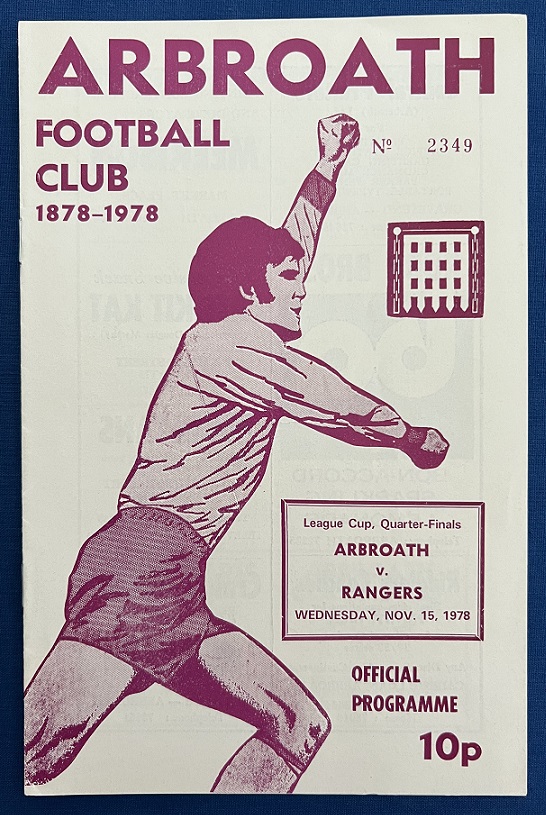 ARBROATH
FOOTBALL
CLUB
1878-1978
Nº 2349
League Cup, Quarter-Finals
ARBROATH
v.
RANGERS
WEDNESDAY, NOV. 15, 1978
OFFICIAL
PROGRAMME
10p